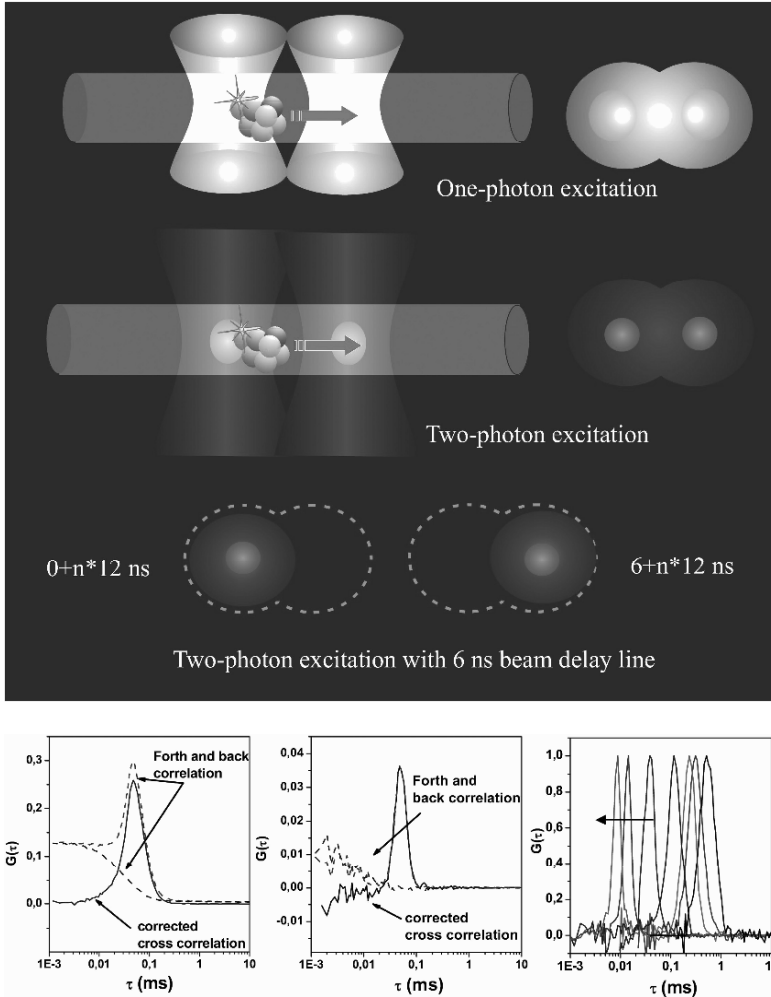 One-photon excitation
Two-photon excitation
0+n*12 ns
6+n*12 ns
Two-photon excitation with 6 ns beam delay line
G(τ)
0,3
0,2
0,1
0,0
Forth and back
correlation
corrected
cross correlation
1E-3
0,01
0,1
1
10
τ (ms)
G(τ)
0,04
0,03
0,02
0,01
0,00
-0,01
Forth and
back correlation
corrected
cross correlation
1E-3
0,01
0,1
1
10
τ (ms)
G(τ)
1,0
0,8
0,6
0,4
0,2
0,0
1E-3
0,01
0,1
1
10
τ (ms)